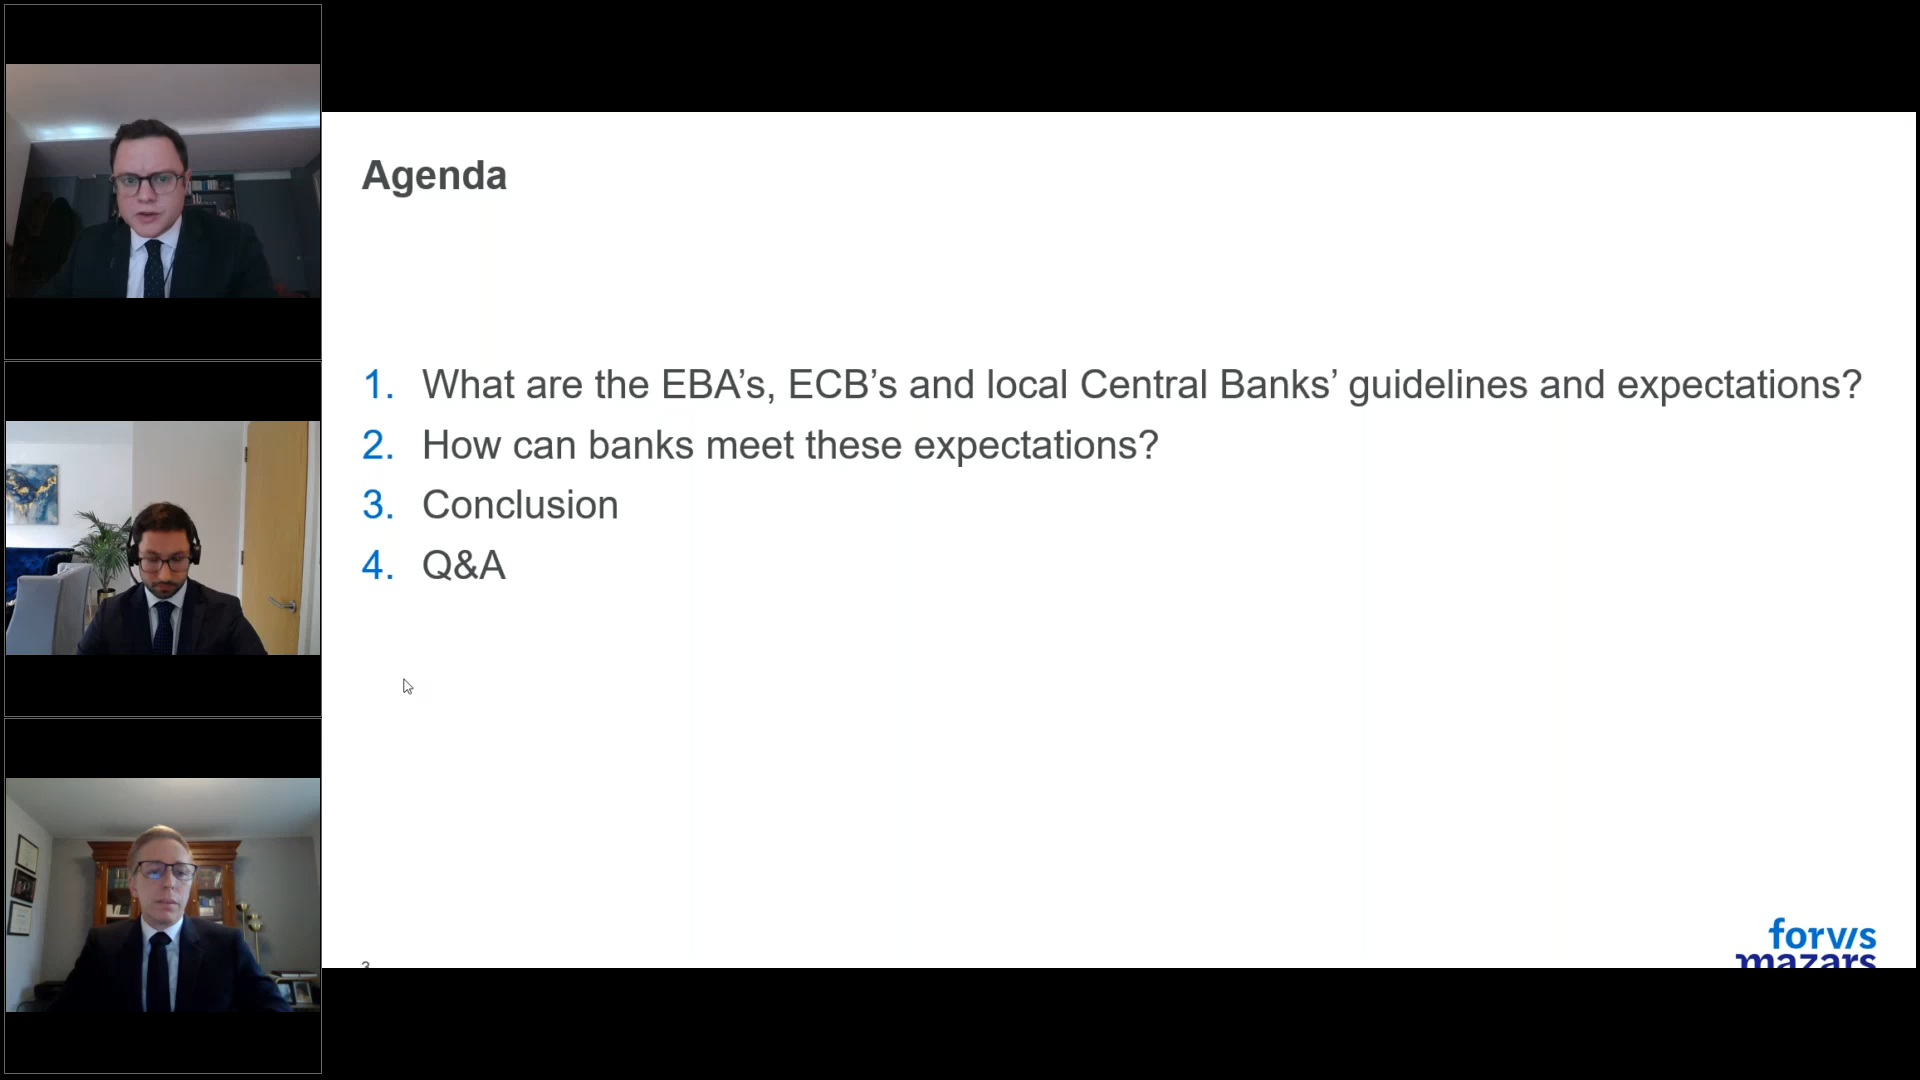 Agenda
1. What are the EBA’s, ECB’s and local Central Banks’ guidelines and expectations?
2. How can banks meet these expectations?
3. Conclusion
4. Q&A
3
forvis
mazars